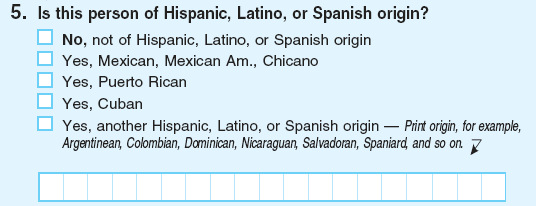 5. Is this person of Hispanic, Latino, or Spanish origin?
No, not of Hispanic, Latino, or Spanish origin
Yes, Mexican, Mexican Am., Chicano
Yes, Puerto Rican
Yes, Cuban
Yes, another Hispanic, Latino, or Spanish origin — Print origin, for example,
Argentinean, Colombian, Dominican, Nicaraguan, Salvadoran, Spaniard, and so on.